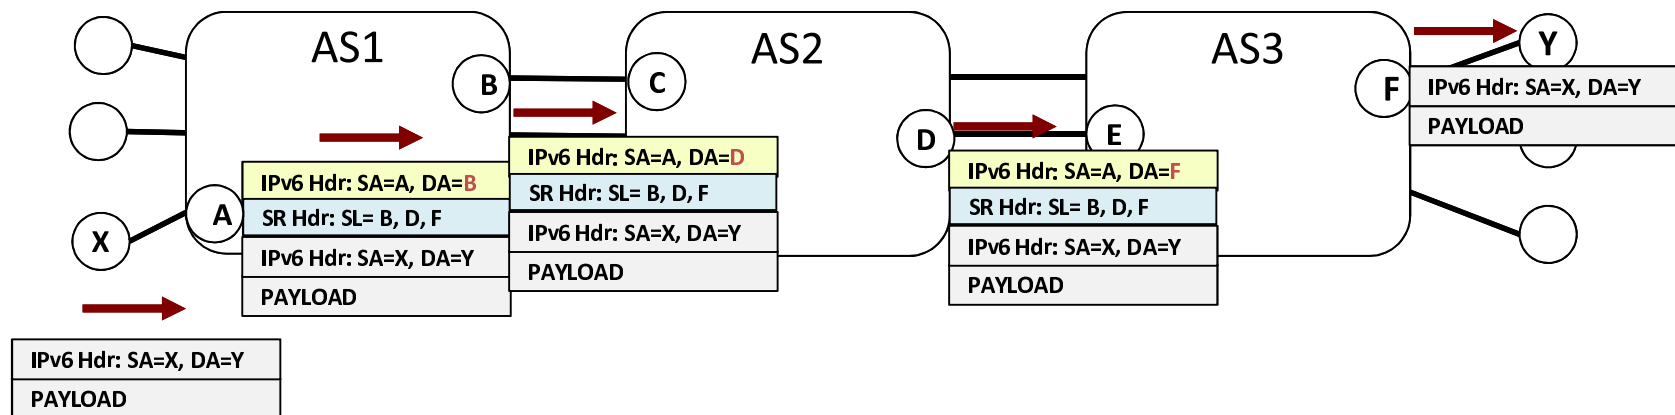 AS1
AS2
AS3
B
C
D
E
F
Y
A
X
IPv6 Hdr: SA=A, DA=B
SR Hdr: SL= B, D, F
IPv6 Hdr: SA=X, DA=Y
PAYLOAD
IPv6 Hdr: SA=A, DA=D
SR Hdr: SL= B, D, F
IPv6 Hdr: SA=X, DA=Y
PAYLOAD
IPv6 Hdr: SA=A, DA=F
SR Hdr: SL= B, D, F
IPv6 Hdr: SA=X, DA=Y
PAYLOAD
IPv6 Hdr: SA=X, DA=Y
PAYLOAD
IPv6 Hdr: SA=X, DA=Y
PAYLOAD